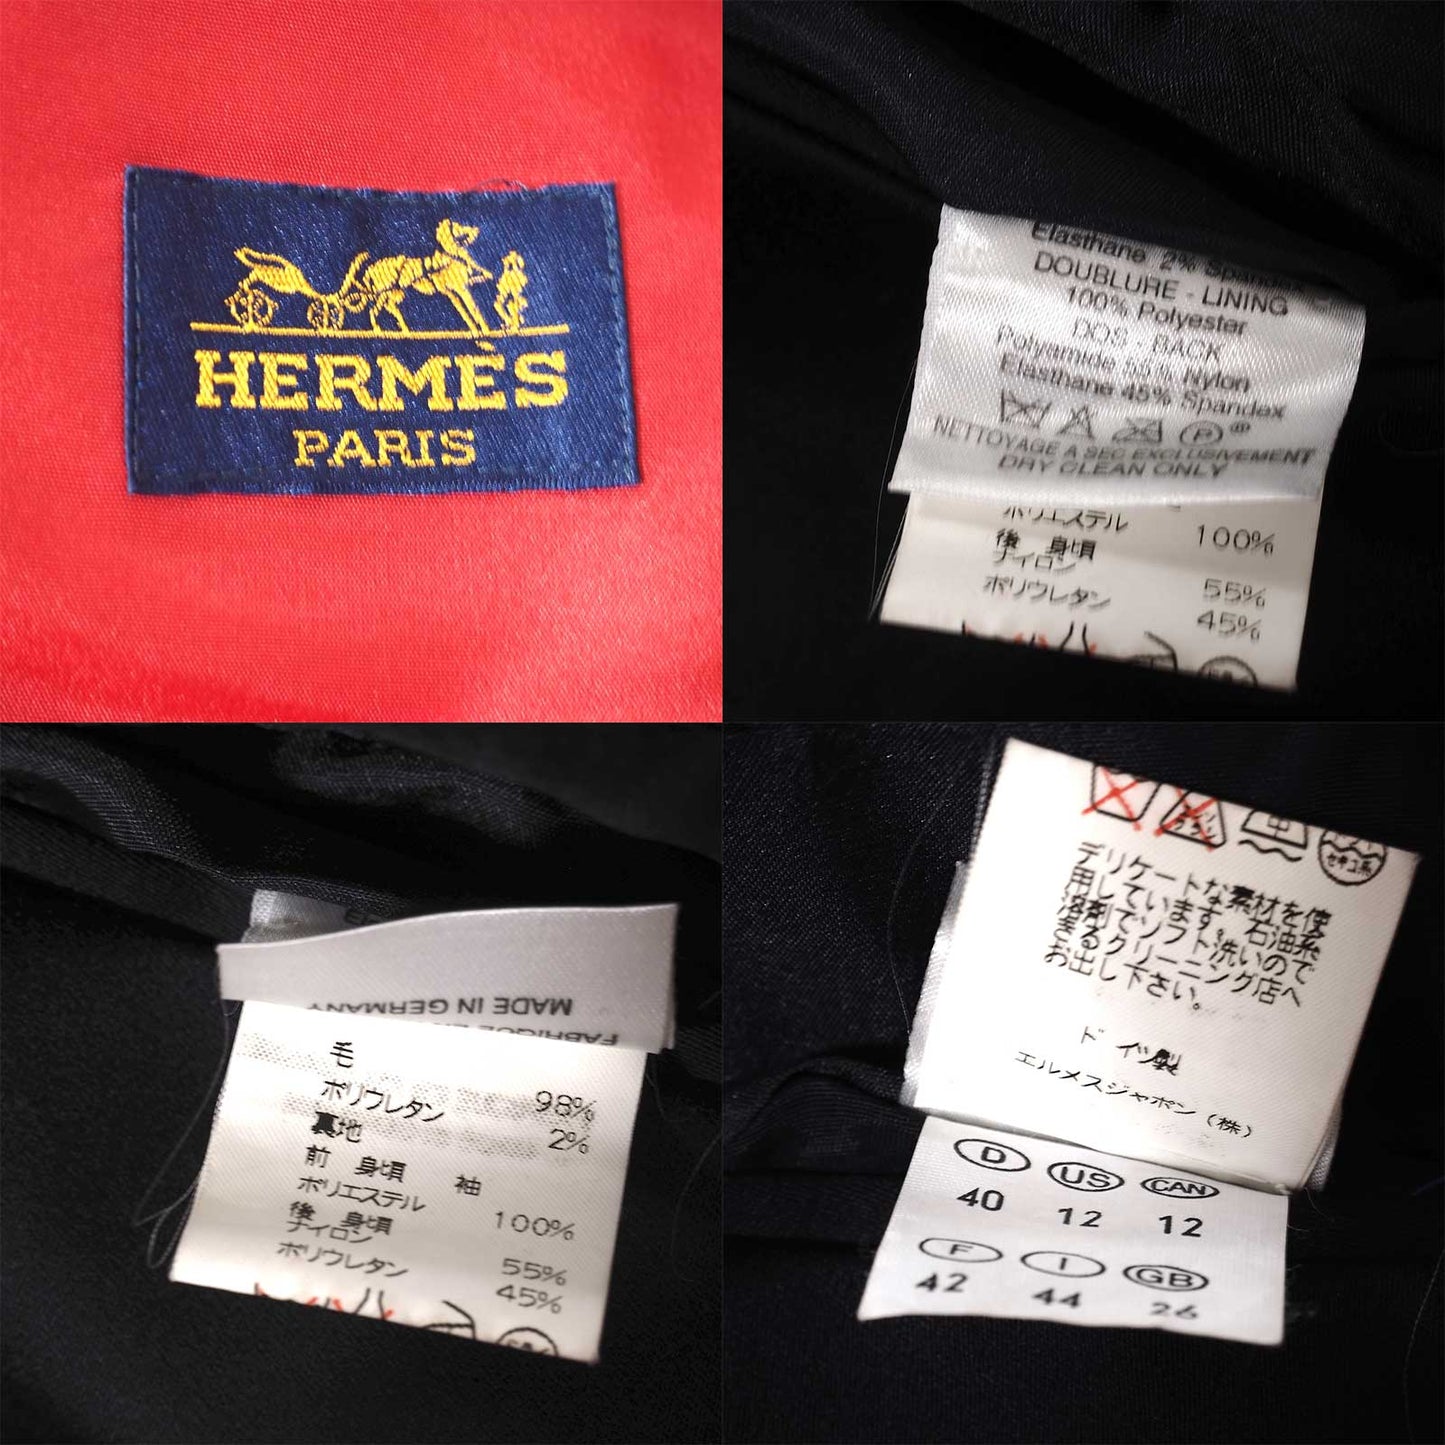 HERMÈS
PARIS
Elasthane 2% Spandex
DOUBLURE - LINING
100% Polyester
DOS - BACK
Polyamide 55% Nylon
Elasthane 45% Spandex
P
®
NETTOYAGE A SEC EXCLUSIVEMENT
DRY CLEAN ONLY
ポリエステル 100%
後 身頃
ナイロン 55%
ポリウレタン 45%
MADE IN GERMANY
毛 98%
ポリウレタン 2%
裏地
前 身頃 袖
ポリエステル 100%
後 身頃
ナイロン 55%
ポリウレタン 45%
中
セキユ系
デリケートな素材を使
用しています。石油系
溶剤でソフト洗いので
きるクリーニング店へ
お出し下さい。
ドイツ製
エルメスジャポン(株)
D US CAN
40 12 12
F I GB
42 44 26